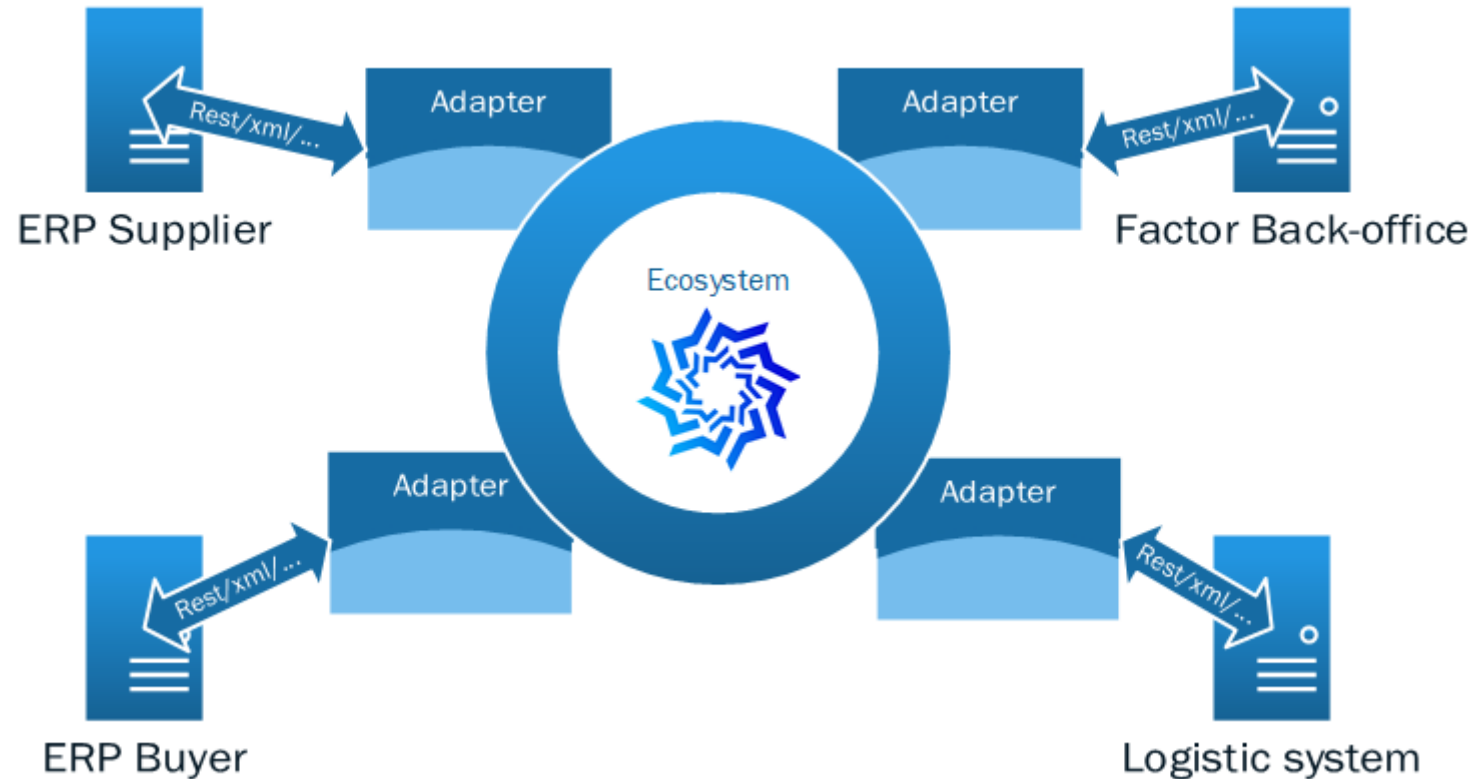 Adapter
Adapter
Rest/xml/...
Rest/xml/...
ERP Supplier
Factor Back-office
Ecosystem
Adapter
Adapter
Rest/xml/...
Rest/xml/...
ERP Buyer
Logistic system